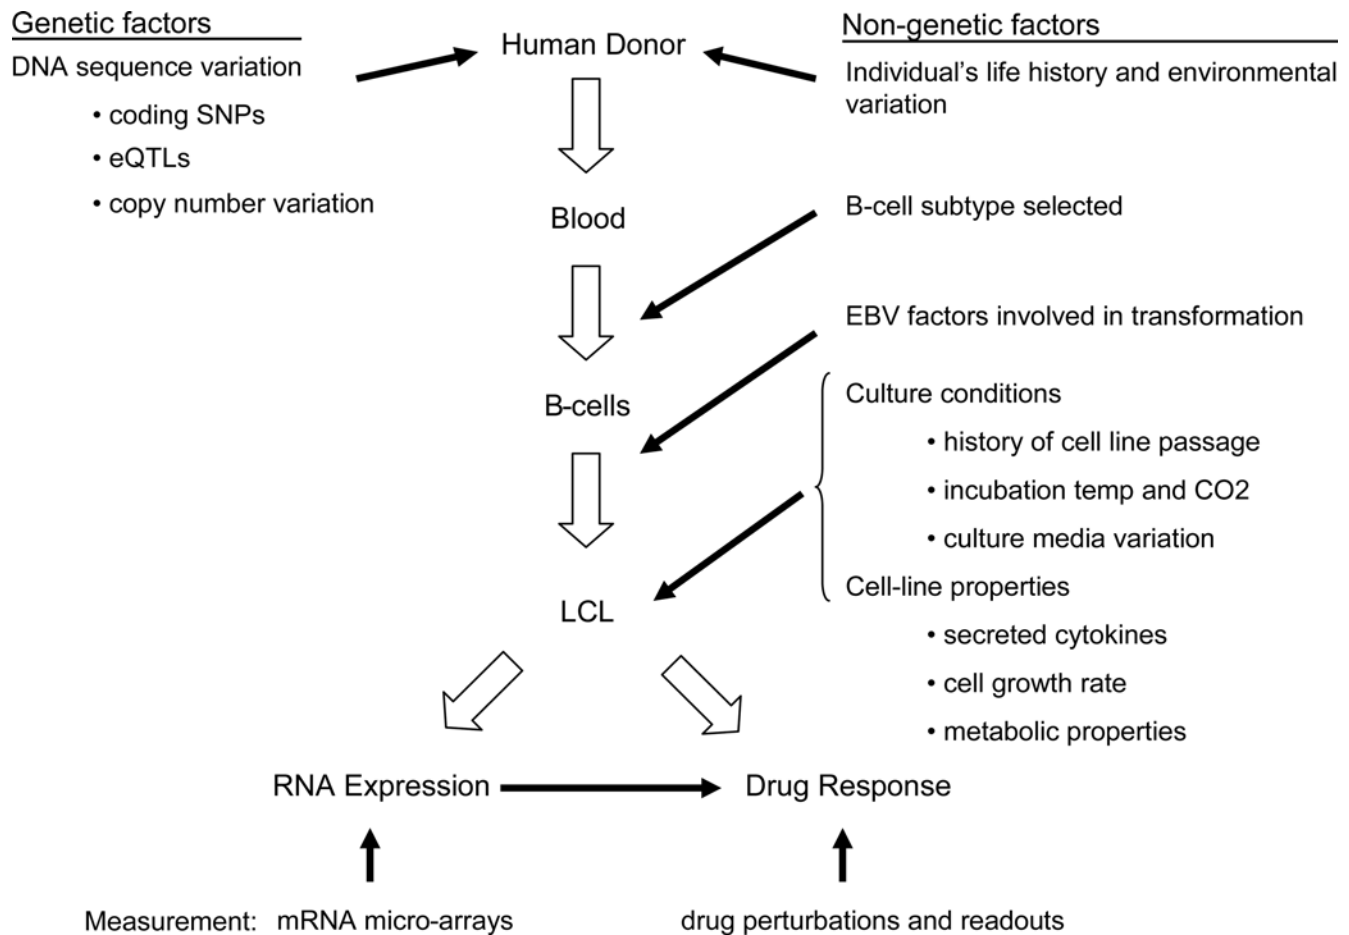 Genetic factors
DNA sequence variation
• coding SNPs
• eQTLs
• copy number variation
Human Donor
Blood
B-cells
LCL
Non-genetic factors
Individual's life history and environmental
variation
B-cell subtype selected
EBV factors involved in transformation
Culture conditions
• history of cell line passage
• incubation temp and CO2
• culture media variation
Cell-line properties
• secreted cytokines
• cell growth rate
• metabolic properties
RNA Expression
Drug Response
Measurement: mRNA micro-arrays
drug perturbations and readouts